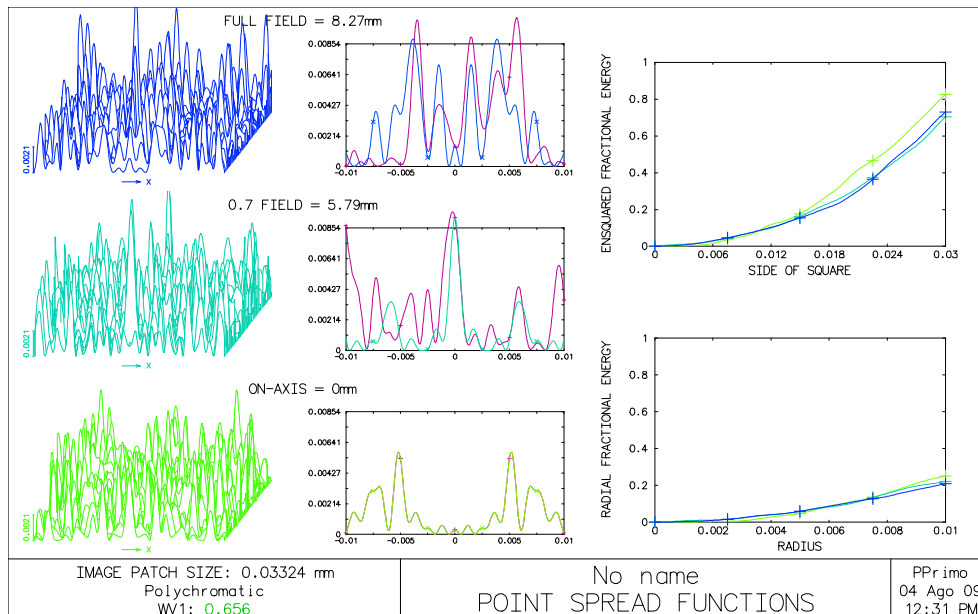 FULL FIELD = 8.27mm
0.00854
0.00641
0.00427
0.00214
0
-0.01 -0.005 0 0.005 0.01
0.0021
x
0.7 FIELD = 5.79mm
0.00854
0.00641
0.00427
0.00214
0
-0.01 -0.005 0 0.005 0.01
0.0021
x
ON-AXIS = 0mm
0.00854
0.00641
0.00427
0.00214
0
-0.01 -0.005 0 0.005 0.01
0.0021
x
ENSQUARED FRACTIONAL ENERGY
1
0.8
0.6
0.4
0.2
0
0 0.006 0.012 0.018 0.024 0.03
SIDE OF SQUARE
RADIAL FRACTIONAL ENERGY
1
0.8
0.6
0.4
0.2
0
0 0.002 0.004 0.006 0.008 0.01
RADIUS
IMAGE PATCH SIZE: 0.03324 mm
Polychromatic
WV1: 0.656
No name
POINT SPREAD FUNCTIONS
PPrimo
04 Ago 09
12:31 PM